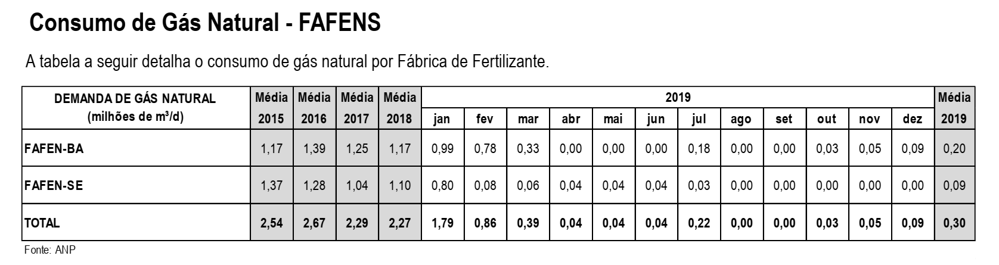 Consumo de Gás Natural - FAFENS
A tabela a seguir detalha o consumo de gás natural por Fábrica de Fertilizante.
DEMANDA DE GÁS NATURAL Média Média Média Média 2019 Média
(milhões de m³/d) 2015 2016 2017 2018 jan fev mar abr mai jun jul ago set out nov dez 2019
FAFEN-BA 1,17 1,39 1,25 1,17 0,99 0,78 0,33 0,00 0,00 0,00 0,18 0,00 0,00 0,03 0,05 0,09 0,20
FAFEN-SE 1,37 1,28 1,04 1,10 0,80 0,08 0,06 0,04 0,04 0,04 0,03 0,00 0,00 0,00 0,00 0,00 0,09
TOTAL 2,54 2,67 2,29 2,27 1,79 0,86 0,39 0,04 0,04 0,04 0,22 0,00 0,00 0,03 0,05 0,09 0,30
Fonte: ANP